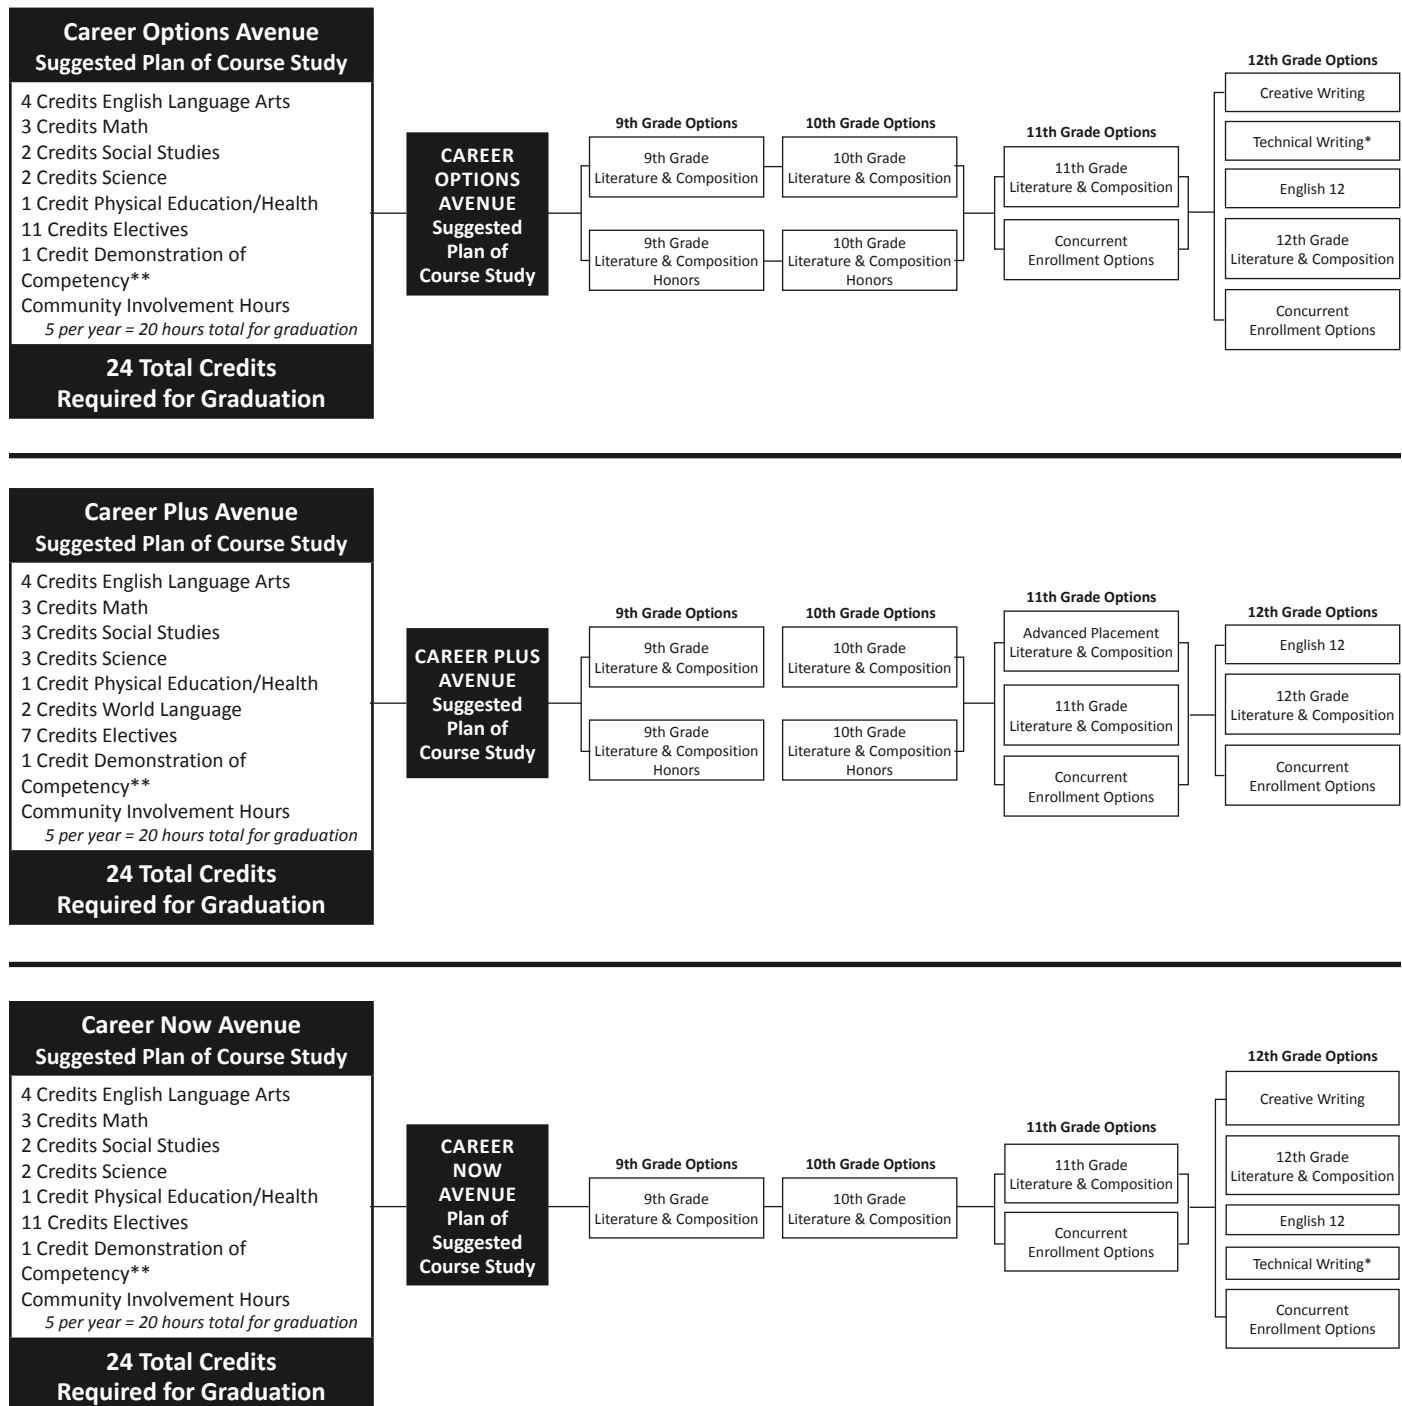 Career Options Avenue
Suggested Plan of Course Study
4 Credits English Language Arts
3 Credits Math
2 Credits Social Studies
2 Credits Science
1 Credit Physical Education/Health
11 Credits Electives
1 Credit Demonstration of
Competency**
Community Involvement Hours
5 per year = 20 hours total for graduation
24 Total Credits
Required for Graduation
CAREER
OPTIONS
AVENUE
Suggested
Plan of
Course Study
9th Grade Options
9th Grade
Literature & Composition
9th Grade
Literature & Composition
Honors
10th Grade Options
10th Grade
Literature & Composition
10th Grade
Literature & Composition
Honors
11th Grade Options
11th Grade
Literature & Composition
Concurrent
Enrollment Options
12th Grade Options
Creative Writing
Technical Writing*
English 12
12th Grade
Literature & Composition
Concurrent
Enrollment Options
Career Plus Avenue
Suggested Plan of Course Study
4 Credits English Language Arts
3 Credits Math
3 Credits Social Studies
3 Credits Science
1 Credit Physical Education/Health
2 Credits World Language
7 Credits Electives
1 Credit Demonstration of
Competency**
Community Involvement Hours
5 per year = 20 hours total for graduation
24 Total Credits
Required for Graduation
CAREER PLUS
AVENUE
Suggested
Plan of
Course Study
9th Grade Options
9th Grade
Literature & Composition
9th Grade
Literature & Composition
Honors
10th Grade Options
10th Grade
Literature & Composition
10th Grade
Literature & Composition
Honors
11th Grade Options
Advanced Placement
Literature & Composition
11th Grade
Literature & Composition
Concurrent
Enrollment Options
12th Grade Options
English 12
12th Grade
Literature & Composition
Concurrent
Enrollment Options
Career Now Avenue
Suggested Plan of Course Study
4 Credits English Language Arts
3 Credits Math
2 Credits Social Studies
2 Credits Science
1 Credit Physical Education/Health
11 Credits Electives
1 Credit Demonstration of
Competency**
Community Involvement Hours
5 per year = 20 hours total for graduation
24 Total Credits
Required for Graduation
CAREER
NOW
AVENUE
Plan of
Suggested
Course Study
9th Grade Options
9th Grade
Literature & Composition
10th Grade Options
10th Grade
Literature & Composition
11th Grade Options
11th Grade
Literature & Composition
Concurrent
Enrollment Options
12th Grade Options
Creative Writing
12th Grade
Literature & Composition
English 12
Technical Writing*
Concurrent
Enrollment Options